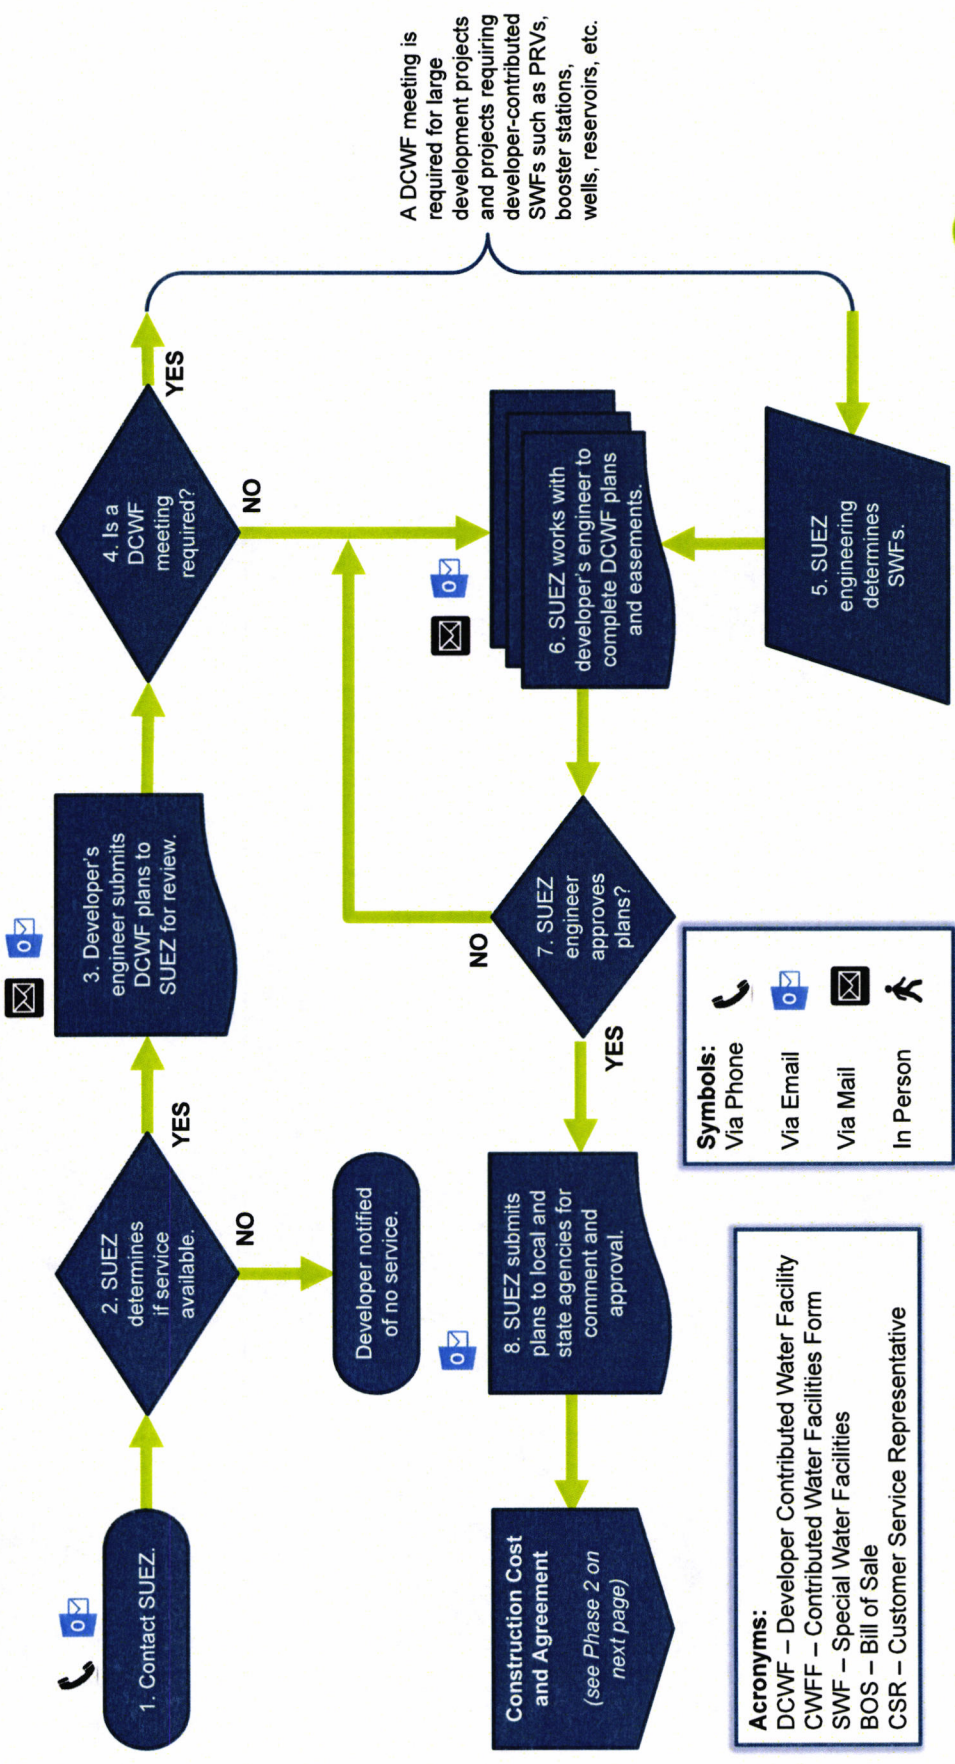 1. Contact SUEZ.
2. SUEZ
determines
if service
available.
YES
NO
Developer notified
of no service.
3. Developer's
engineer submits
DCWF plans to
SUEZ for review.
4. Is a
DCWF
meeting
required?
YES
NO
A DCWF meeting is
required for large
development projects
and projects requiring
developer-contributed
SWFs such as PRVs,
booster stations,
wells, reservoirs, etc.
5. SUEZ
engineering
determines
SWFs.
6. SUEZ works with
developer's engineer to
complete DCWF plans
and easements.
7. SUEZ
engineer
approves
plans?
NO
YES
8. SUEZ submits
plans to local and
state agencies for
comment and
approval.
Construction Cost
and Agreement
(see Phase 2 on
next page)
Acronyms:
DCWF – Developer Contributed Water Facility
CWFF – Contributed Water Facilities Form
SWF – Special Water Facilities
BOS – Bill of Sale
CSR – Customer Service Representative
Symbols:
Via Phone
Via Email
Via Mail
In Person